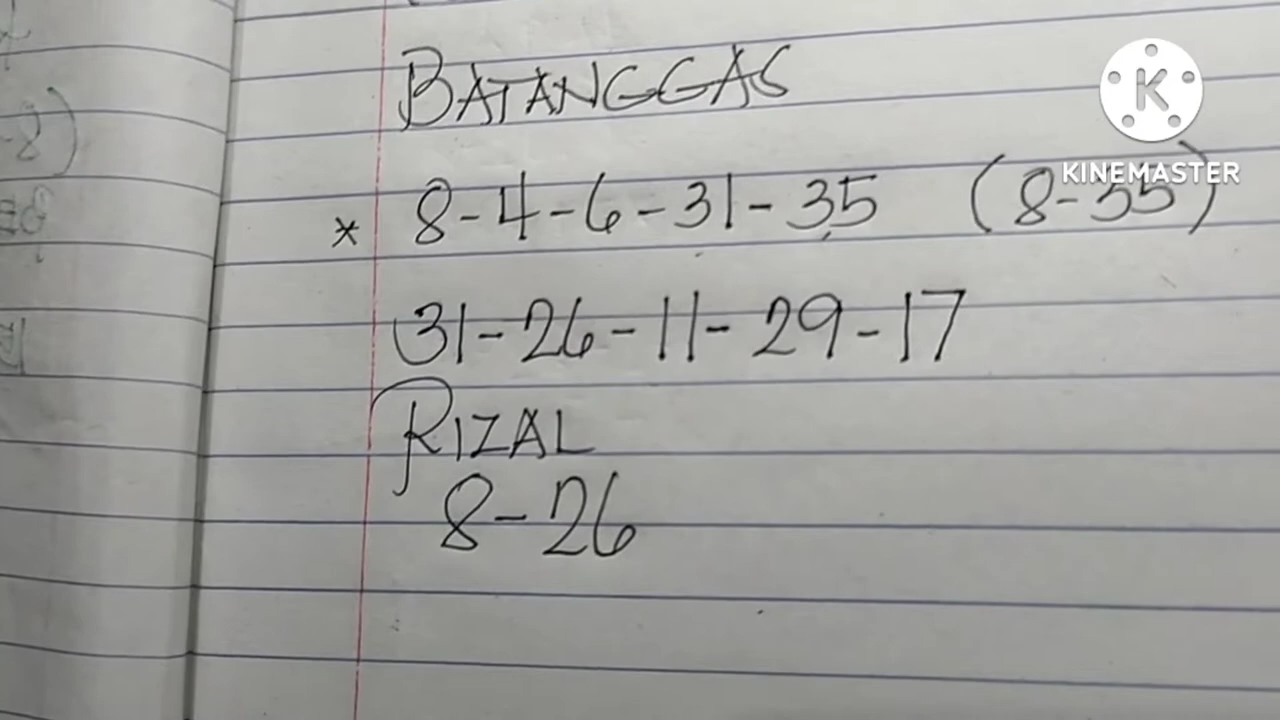 BATANGGAS
* 8-4-6-31-35 (8-35)
31-26-11-29-17
RIZAL
8-26
K
KINEMASTER